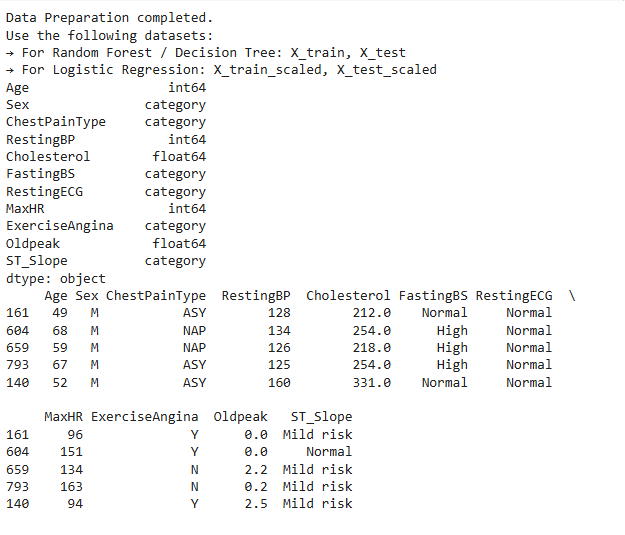 Data Preparation completed.
Use the following datasets:
→ For Random Forest / Decision Tree: X_train, X_test
→ For Logistic Regression: X_train_scaled, X_test_scaled
Age                  int64
Sex               category
ChestPainType     category
RestingBP            int64
Cholesterol        float64
FastingBS         category
RestingECG        category
MaxHR                int64
ExerciseAngina    category
Oldpeak            float64
ST_Slope          category
dtype: object
     Age Sex ChestPainType  RestingBP  Cholesterol FastingBS RestingECG  \
161   49   M           ASY        128        212.0    Normal     Normal
604   68   M           NAP        134        254.0      High     Normal
659   59   M           NAP        126        218.0      High     Normal
793   67   M           ASY        125        254.0      High     Normal
140   52   M           ASY        160        331.0    Normal     Normal
     MaxHR ExerciseAngina  Oldpeak   ST_Slope
161     96              Y      0.0  Mild risk
604    151              Y      0.0     Normal
659    134              N      2.2  Mild risk
793    163              N      0.2  Mild risk
140     94              Y      2.5  Mild risk